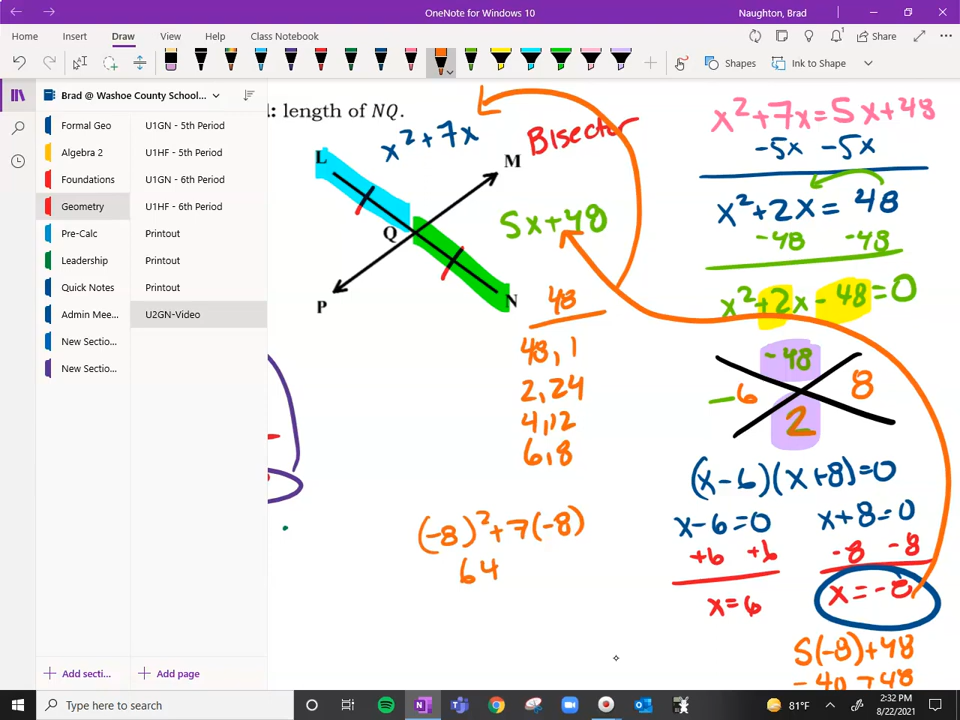 OneNote for Windows 10
Naughton, Brad
Home Insert Draw View Help Class Notebook
Share
Shapes Ink to Shape
Brad @ Washoe County School...
Formal Geo
Algebra 2
Foundations
Geometry
Pre-Calc
Leadership
Quick Notes
Admin Mee...
New Sectio...
New Sectio...
Add secti...
U1GN - 5th Period
U1HF - 5th Period
U1GN - 6th Period
U1HF - 6th Period
Printout
Printout
Printout
U2GN-Video
Add page
: length of NQ.
x²+7x
Bisector
L
M
Q
5x+48
P
N
48
48, 1
2, 24
4, 12
6, 8
(-8)²+7(-8)
64
x²+7x=5x+48
-5x -5x
x²+2x=48
-48 -48
x²+2x-48=0
-48
-6 8
2
(x-6)(x+8)=0
x-6=0 x+8=0
+6 +6 -8 -8
x=6 x=-8
5(-8)+48
-40+48
Type here to search
81°F
2:32 PM
8/22/2021